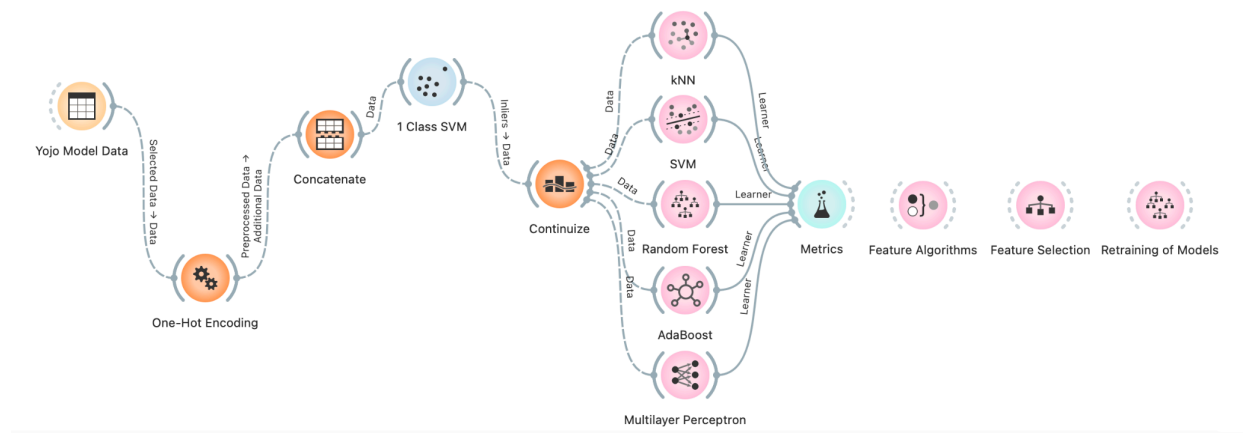 Yojo Model Data
Selected Data → Data
One-Hot Encoding
Preprocessed Data →
Additional Data
Concatenate
Data
1 Class SVM
Inliers → Data
Continuize
Data
Data
Data
Data
Data
kNN
SVM
Random Forest
AdaBoost
Multilayer Perceptron
Learner
Learner
Learner
Learner
Learner
Metrics
Feature Algorithms
Feature Selection
Retraining of Models